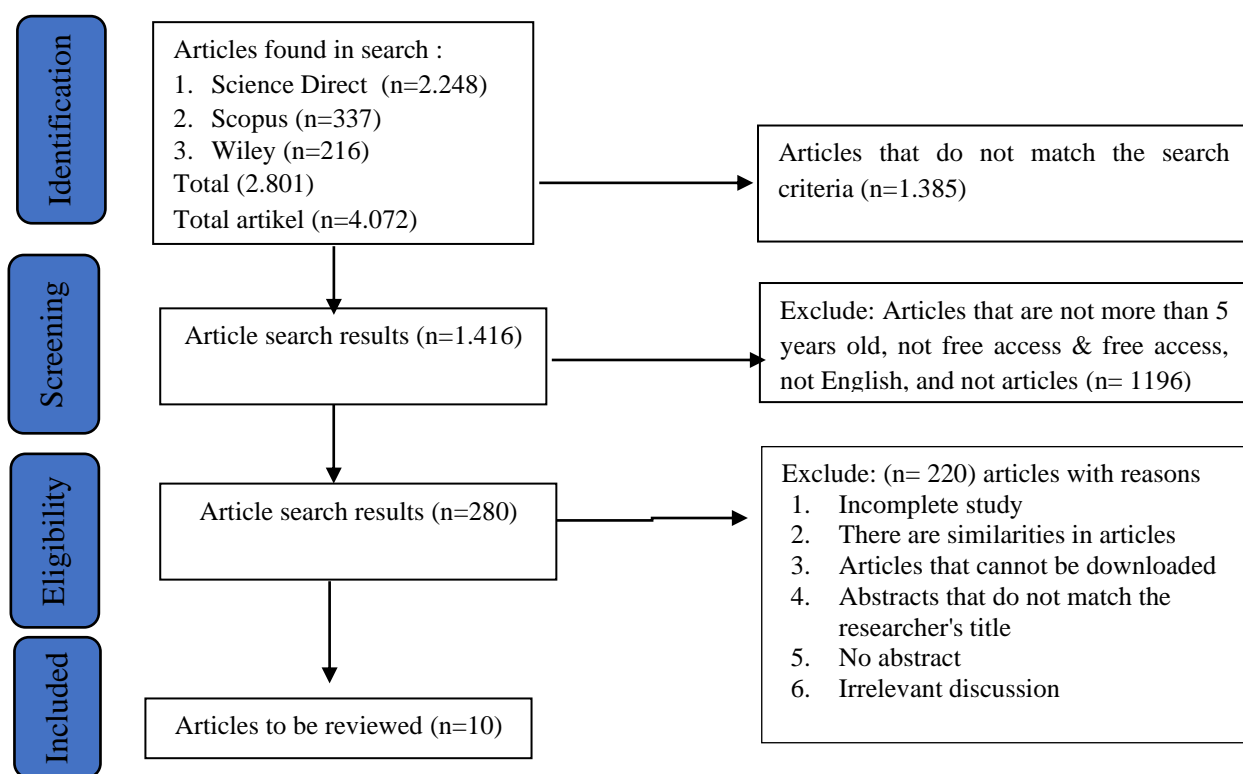 Identification
Articles found in search :
1. Science Direct (n=2.248)
2. Scopus (n=337)
3. Wiley (n=216)
Total (2.801)
Total artikel (n=4.072)
Articles that do not match the search
criteria (n=1.385)
Screening
Article search results (n=1.416)
Exclude: Articles that are not more than 5
years old, not free access & free access,
not English, and not articles (n= 1196)
Eligibility
Article search results (n=280)
Exclude: (n= 220) articles with reasons
1. Incomplete study
2. There are similarities in articles
3. Articles that cannot be downloaded
4. Abstracts that do not match the
researcher's title
5. No abstract
6. Irrelevant discussion
Included
Articles to be reviewed (n=10)